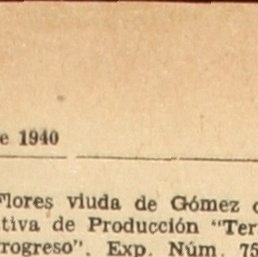 e 1940
Flores viuda de Gómez
tiva de Producción "Ter
rogreso". Exp. Núm. 75